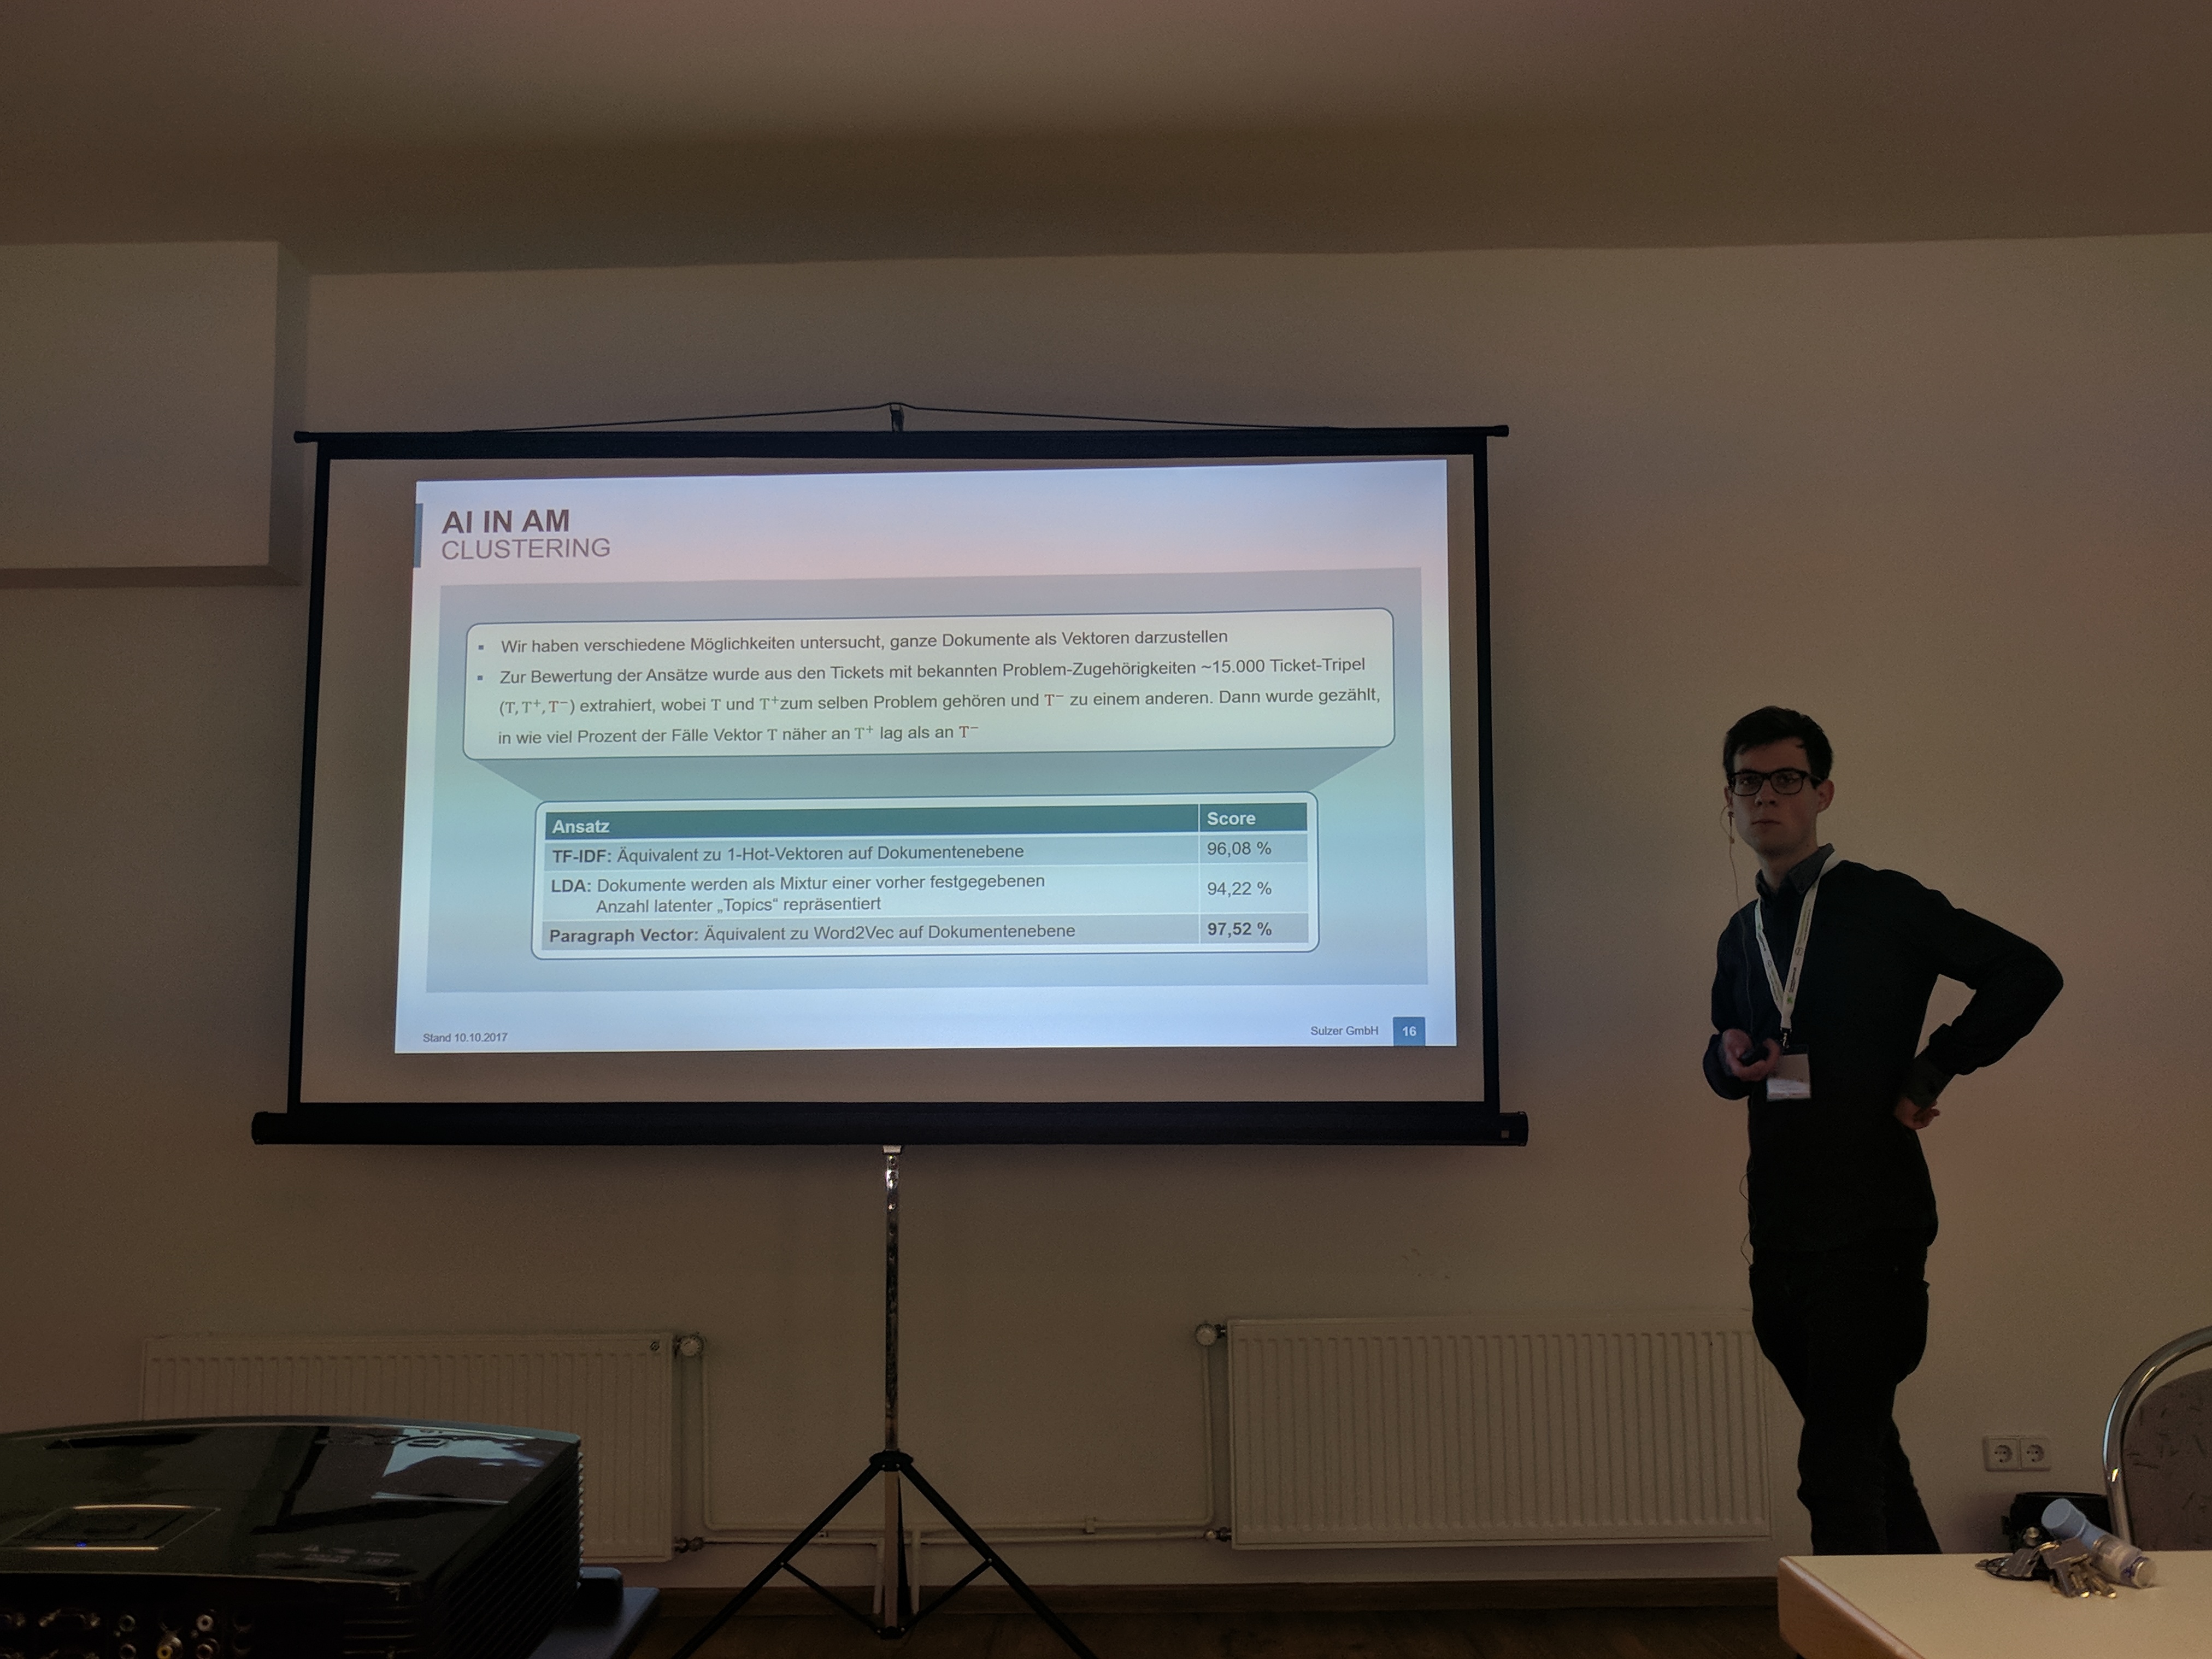 AI IN AM
CLUSTERING
▪ Wir haben verschiedene Möglichkeiten untersucht, ganze Dokumente als Vektoren darzustellen
▪ Zur Bewertung der Ansätze wurde aus den Tickets mit bekannten Problem-Zugehörigkeiten ~15.000 Ticket-Tripel
(T, T⁺, T⁻) extrahiert, wobei T und T⁺zum selben Problem gehören und T⁻ zu einem anderen. Dann wurde gezählt,
in wie viel Prozent der Fälle Vektor T näher an T⁺ lag als an T⁻
Ansatz Score
TF-IDF: Äquivalent zu 1-Hot-Vektoren auf Dokumentenebene 96,08 %
LDA: Dokumente werden als Mixtur einer vorher festgegebenen
Anzahl latenter „Topics“ repräsentiert 94,22 %
Paragraph Vector: Äquivalent zu Word2Vec auf Dokumentenebene 97,52 %
Stand 10.10.2017 Sulzer GmbH 16